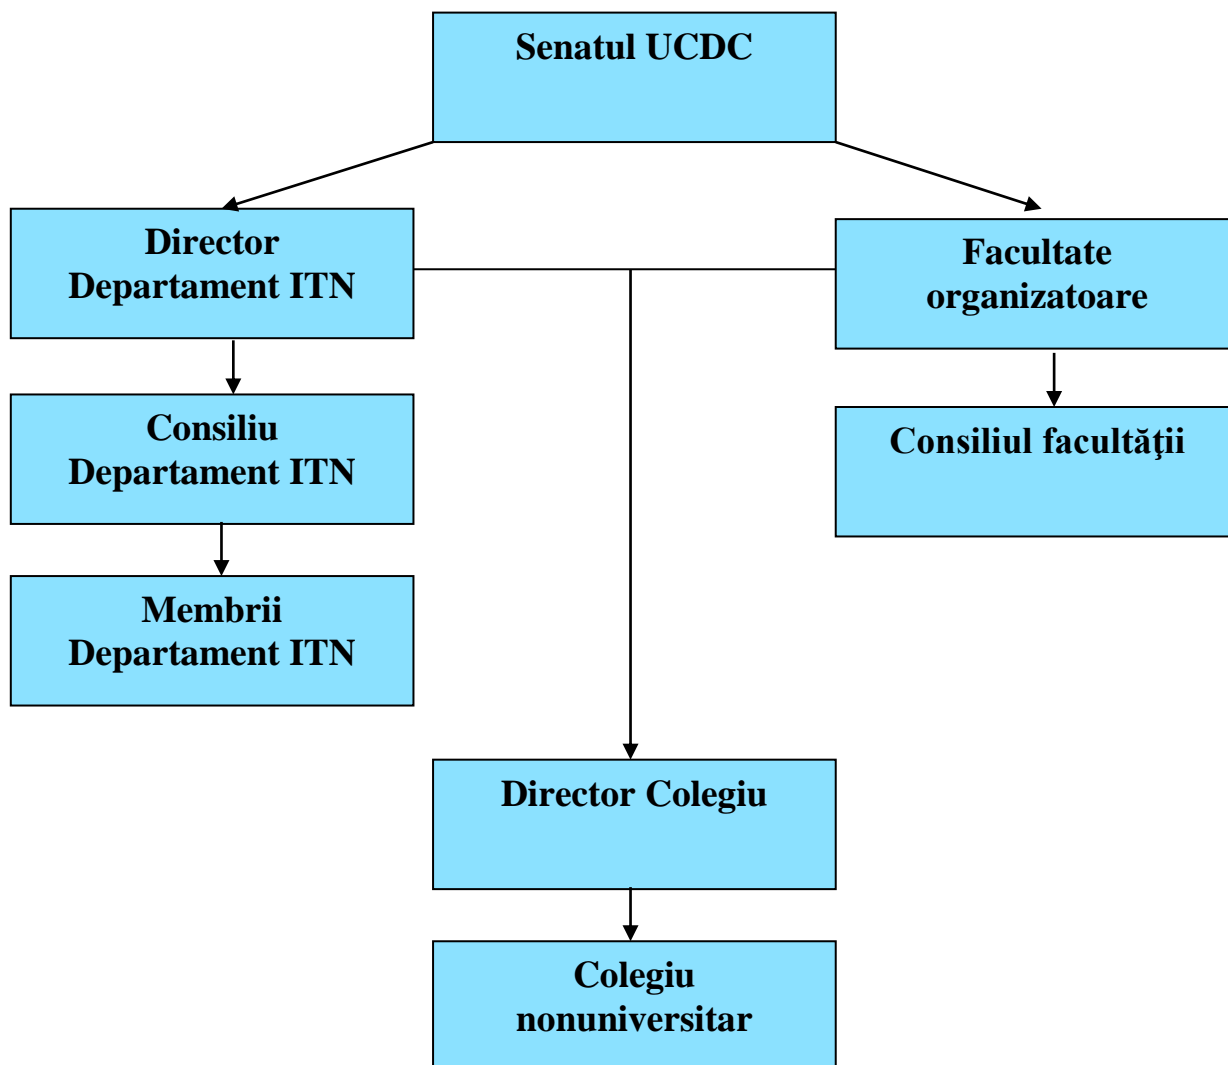 Senatul UCDC
Director
Departament ITN
Facultate
organizatoare
Consiliu
Departament ITN
Consiliul facultăţii
Membrii
Departament ITN
Director Colegiu
Colegiu
nonuniversitar